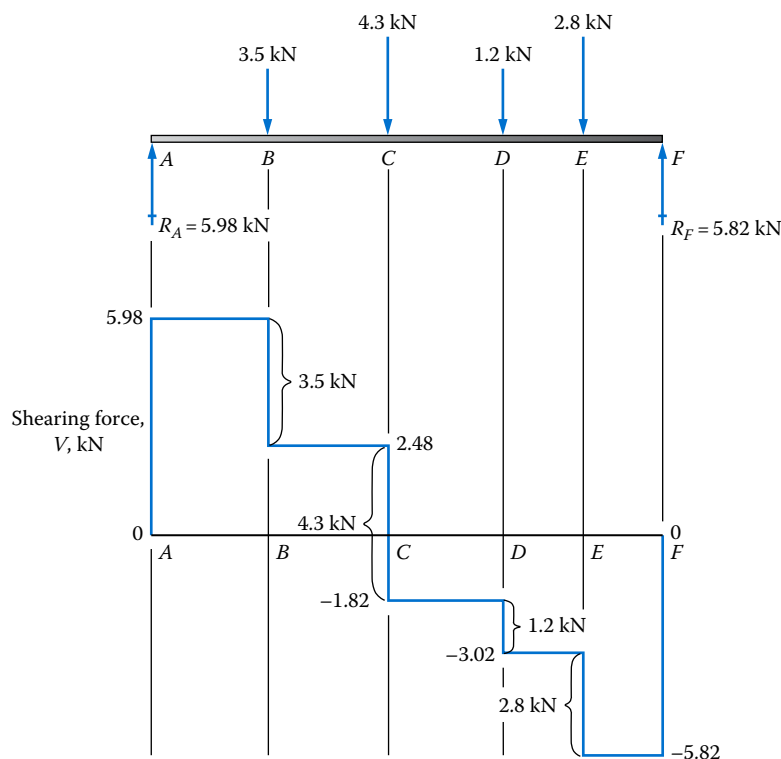 4.3 kN
2.8 kN
3.5 kN
1.2 kN
A
B
C
D
E
F
R_A = 5.98 kN
R_F = 5.82 kN
5.98
3.5 kN
Shearing force,
V, kN
2.48
4.3 kN
0
0
A
B
C
D
E
F
−1.82
1.2 kN
−3.02
2.8 kN
−5.82